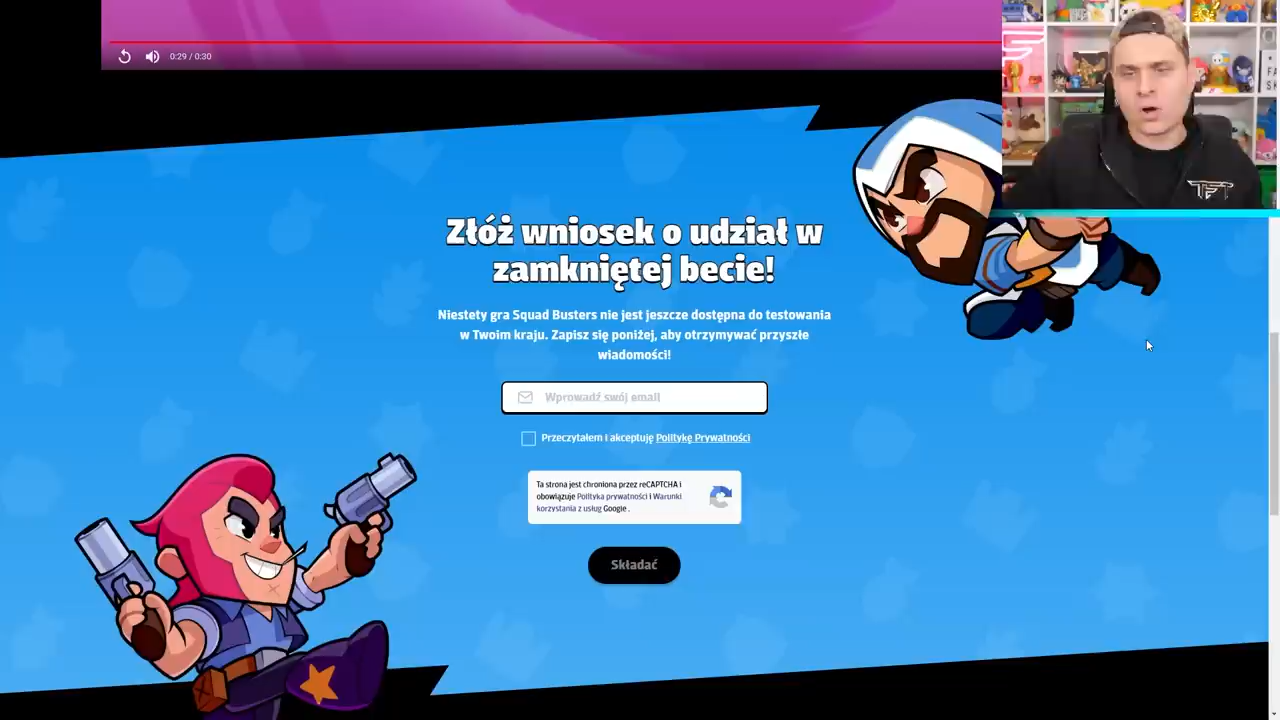 0:29 / 0:30
TFT
Złóż wniosek o udział w
zamkniętej becie!
Niestety gra Squad Busters nie jest jeszcze dostępna do testowania
w Twoim kraju. Zapisz się poniżej, aby otrzymywać przyszłe
wiadomości!
Wprowadź swój email
Przeczytałem i akceptuję Politykę Prywatności
Ta strona jest chroniona przez reCAPTCHA i
obowiązuje Polityka prywatności i Warunki
korzystania z usług Google .
Składać